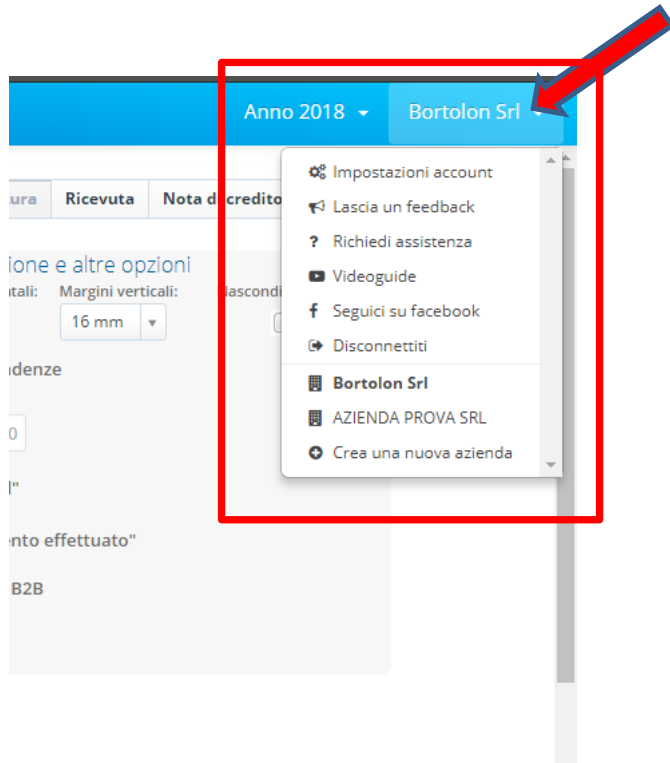 Anno 2018
Bortolon Srl
Impostazioni account
Lascia un feedback
? Richiedi assistenza
Videoguide
Seguici su facebook
Disconnettiti
Bortolon Srl
AZIENDA PROVA SRL
Crea una nuova azienda
ura Ricevuta Nota di credito
ione e altre opzioni
tali: Margini verticali: Nascondi
16 mm
denze
0
"
nto effettuato"
B2B